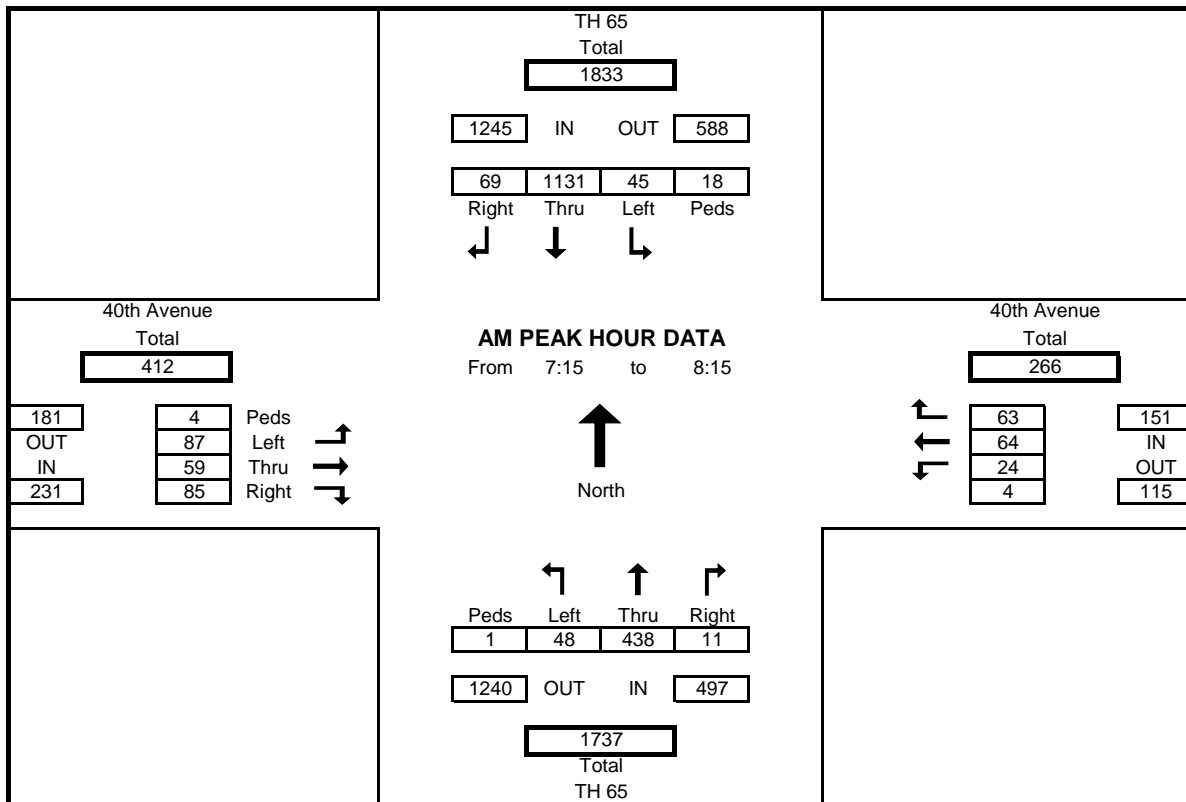 TH 65
Total
1833
1245 IN OUT 588
69 1131 45 18
Right Thru Left Peds
40th Avenue
Total
412
181 4 Peds
OUT 87 Left
IN 59 Thru
231 85 Right
AM PEAK HOUR DATA
From 7:15 to 8:15
North
40th Avenue
Total
266
63 151
64 IN
24 OUT
4 115
Peds Left Thru Right
1 48 438 11
1240 OUT IN 497
1737
Total
TH 65